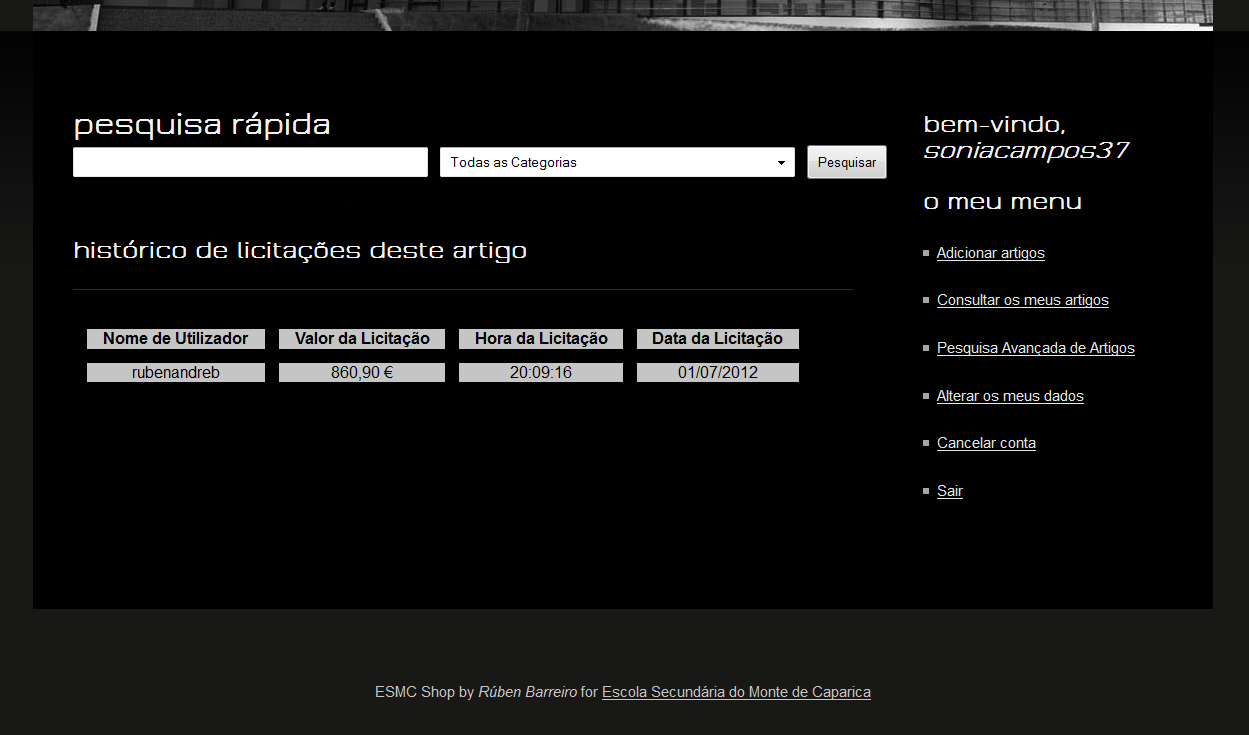 pesquisa rápida
Todas as Categorias
Pesquisar
histórico de licitações deste artigo
Nome de Utilizador Valor da Licitação Hora da Licitação Data da Licitação
rubenandreb 860,90 € 20:09:16 01/07/2012
bem-vindo,
soniacampos37
o meu menu
Adicionar artigos
Consultar os meus artigos
Pesquisa Avançada de Artigos
Alterar os meus dados
Cancelar conta
Sair
ESMC Shop by Rúben Barreiro for Escola Secundária do Monte de Caparica